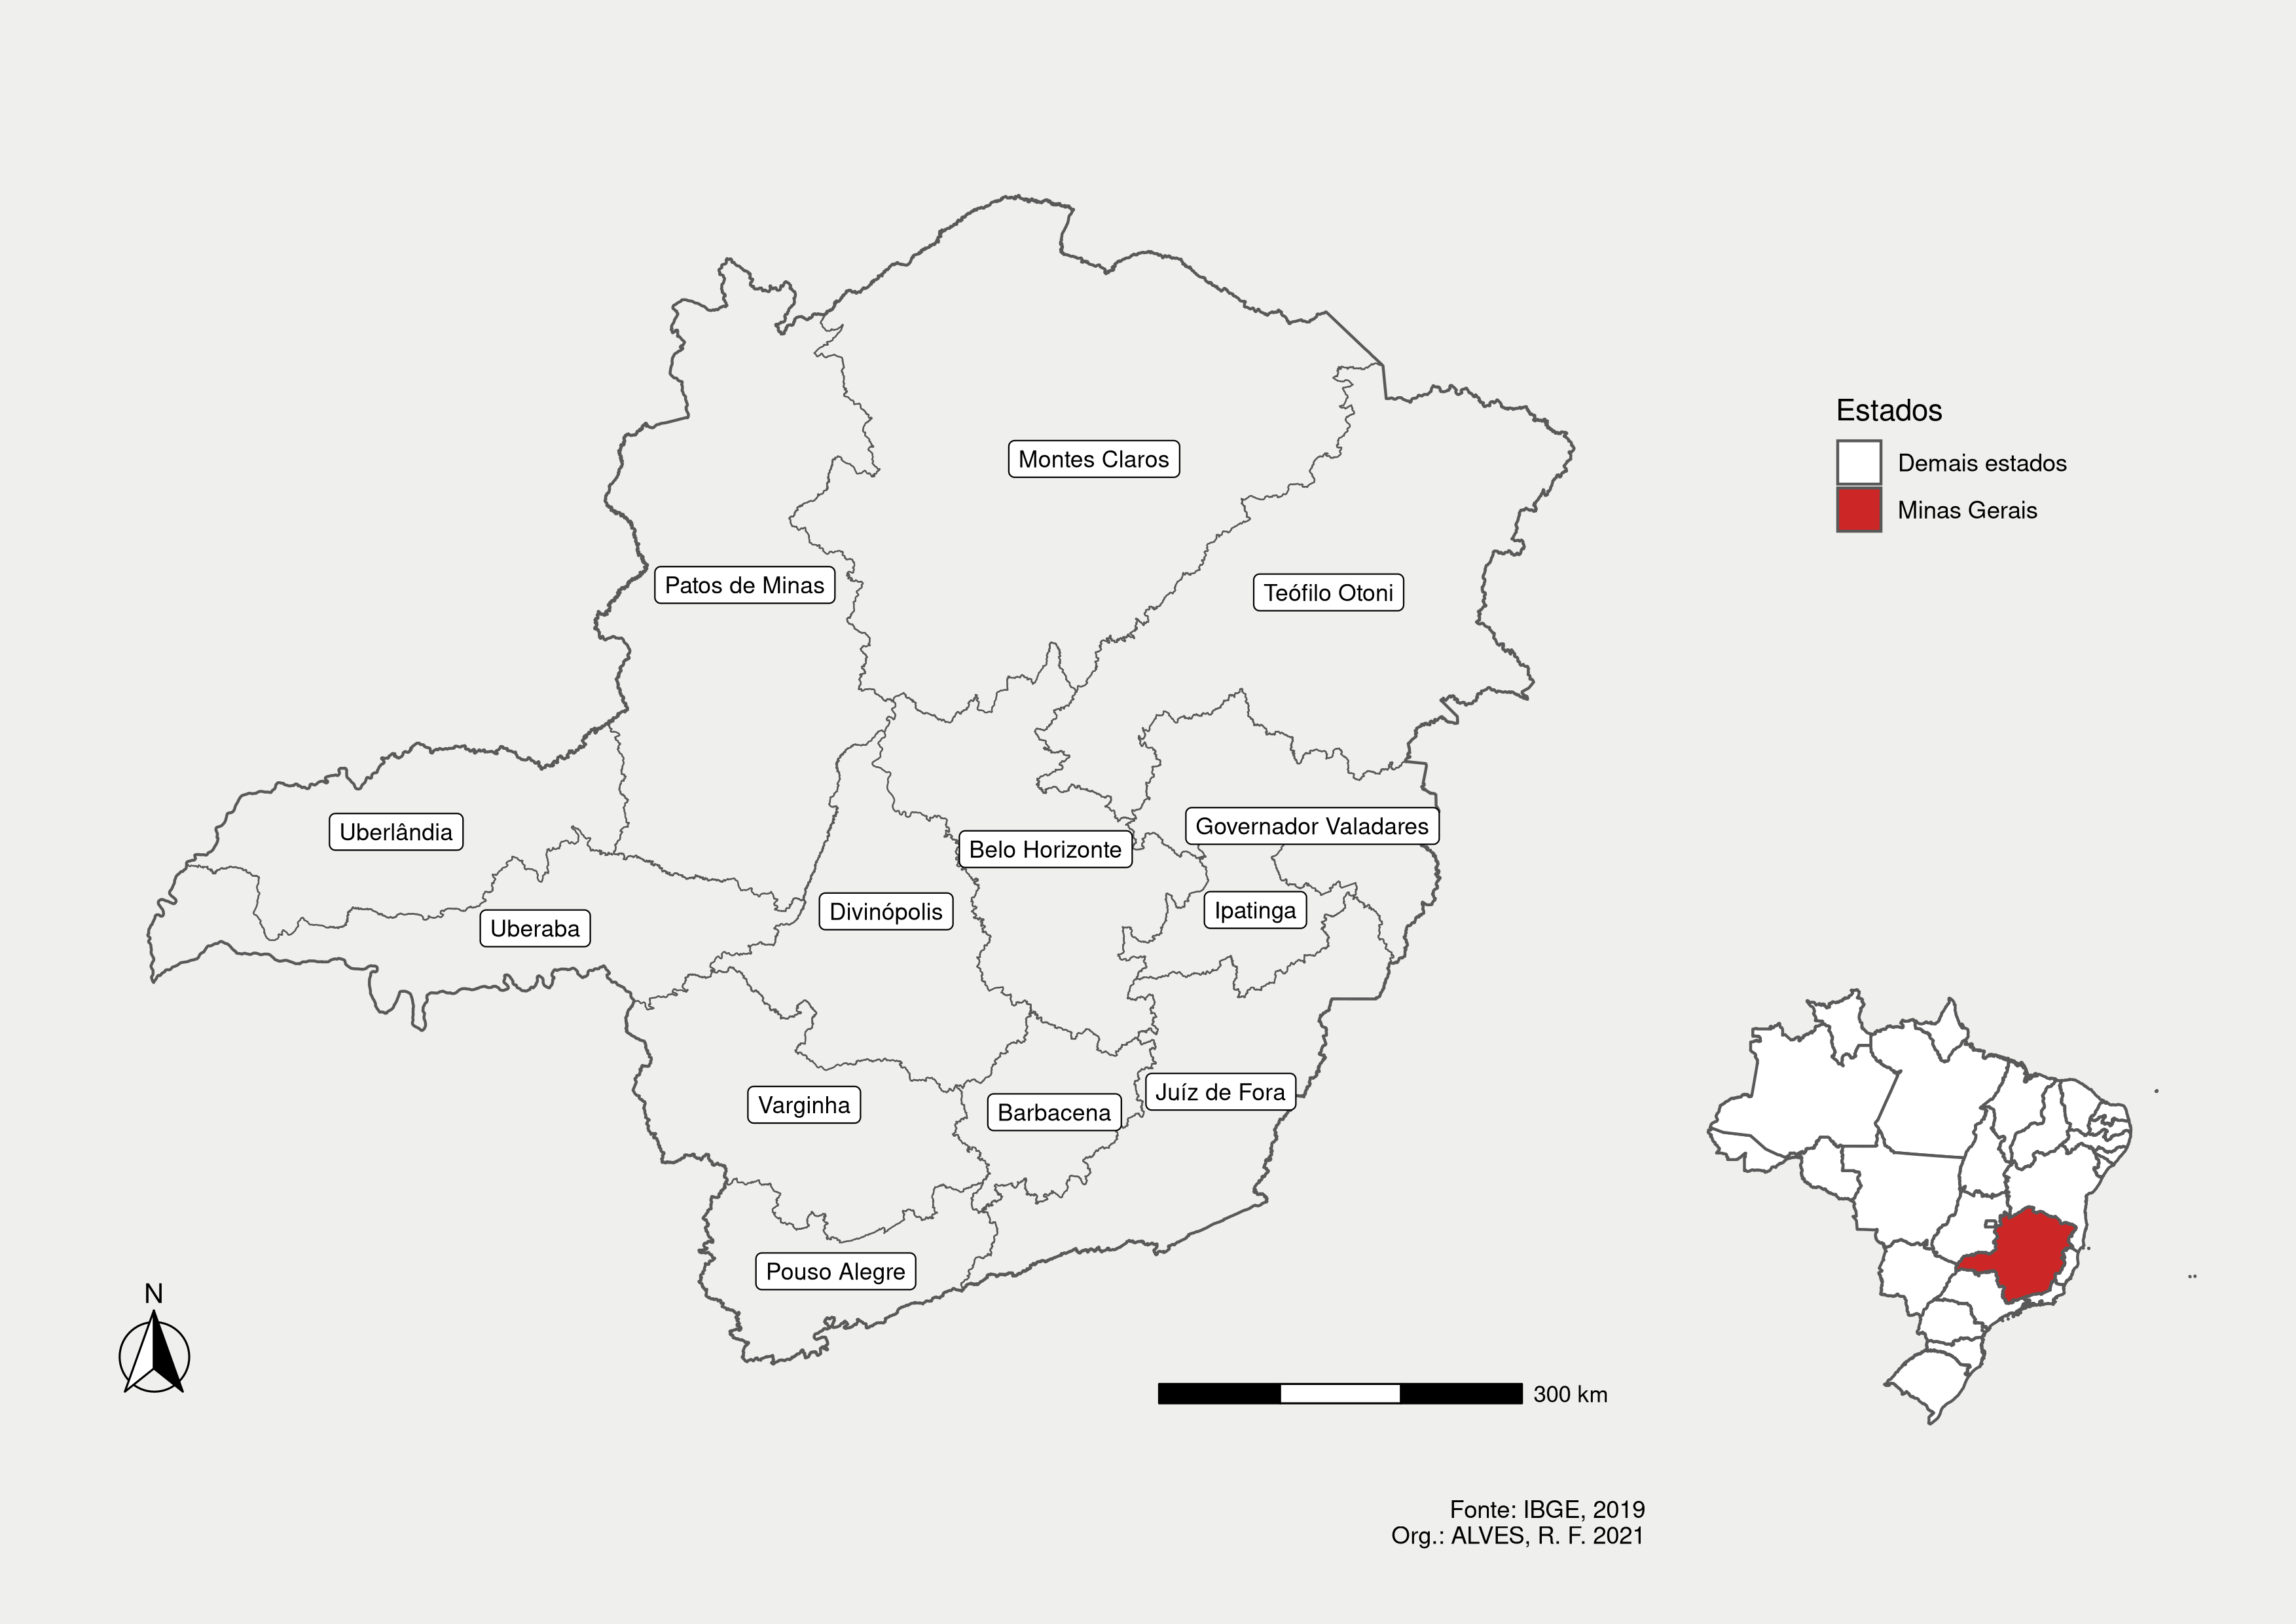 Montes Claros
Patos de Minas
Teófilo Otoni
Uberlândia
Governador Valadares
Belo Horizonte
Uberaba
Divinópolis
Ipatinga
Varginha
Barbacena
Juíz de Fora
Pouso Alegre
Estados
Demais estados
Minas Gerais
N
300 km
Fonte: IBGE, 2019
Org.: ALVES, R. F. 2021